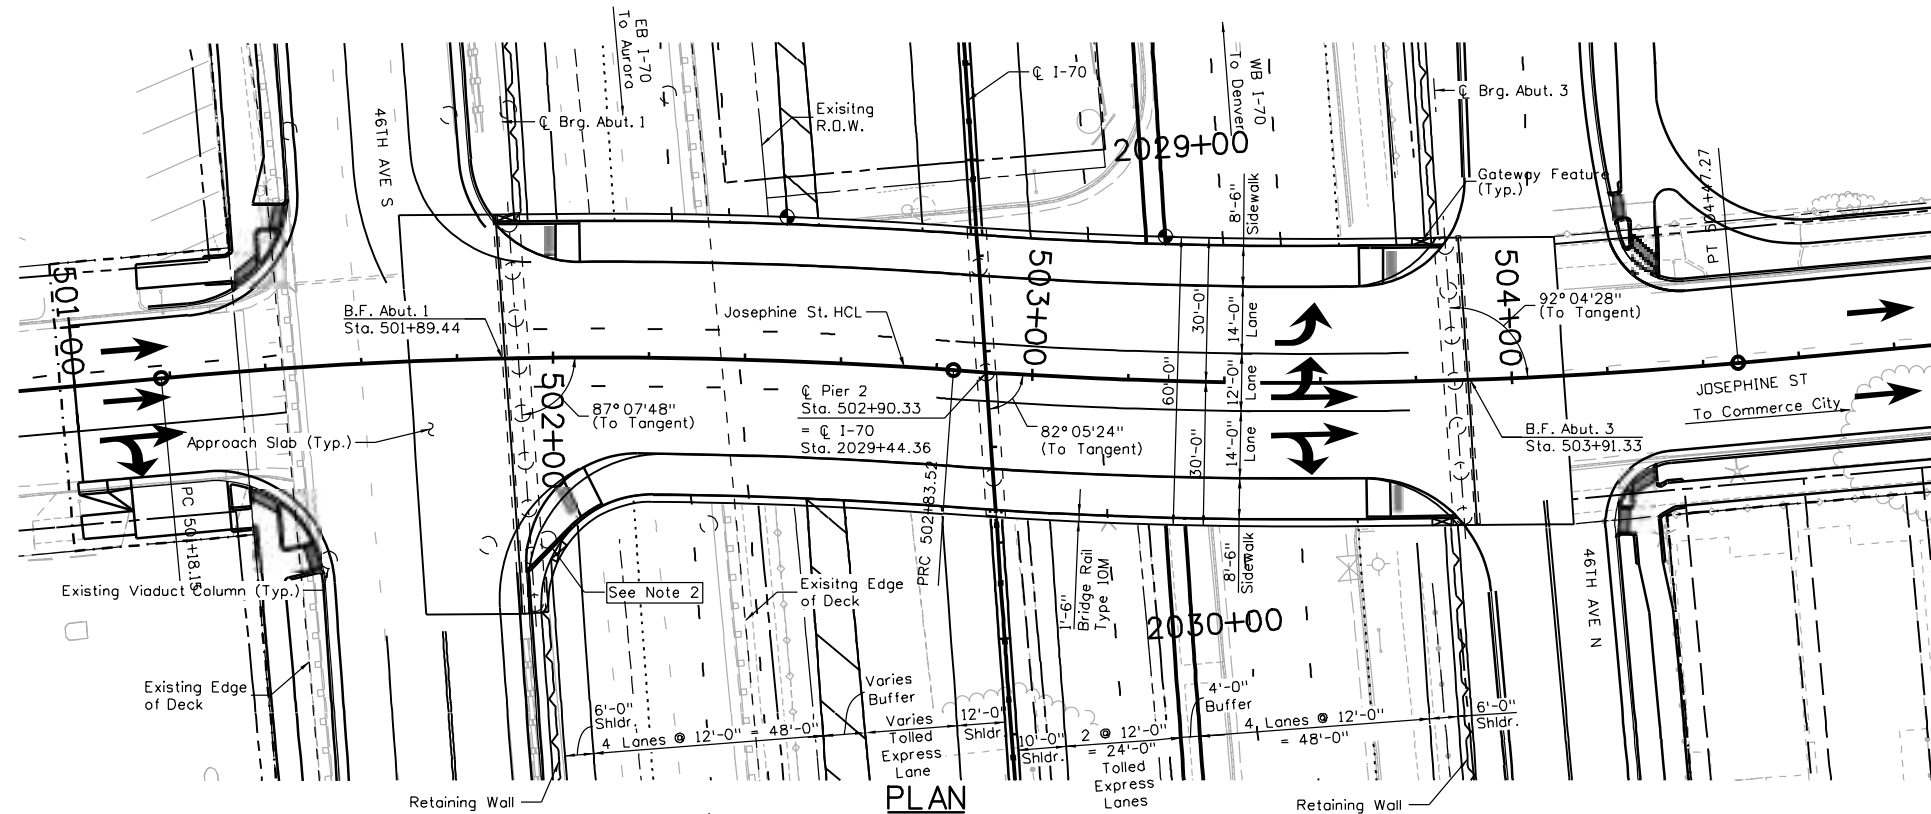 EB I-70
To Aurora
46TH AVE S
℄ Brg. Abut. 1
Exisitng
R.O.W.
℄ I-70
WB I-70
To Denver
℄ Brg. Abut. 3
2029+00
Gateway Feature
(Typ.)
PT 504+47.27
8'-6"
Sidewalk
501+00
B.F. Abut. 1
Sta. 501+89.44
Josephine St. HCL
503+00
30'-0"
14'-0"
Lane
504+00
92° 04'28"
(To Tangent)
502+00
87° 07'48"
(To Tangent)
℄ Pier 2
Sta. 502+90.33
= ℄ I-70
Sta. 2029+44.36
82° 05'24"
(To Tangent)
60'-0"
12'-0"
Lane
30'-0"
14'-0"
Lane
JOSEPHINE ST
To Commerce City
B.F. Abut. 3
Sta. 503+91.33
Approach Slab (Typ.)
PC 501+18.15
PRC 502+83.52
Existing Viaduct Column (Typ.)
See Note 2
Exisitng Edge
of Deck
1'-6"
Bridge Rail
Type 10M
8'-6"
Sidewalk
2030+00
46TH AVE N
Existing Edge
of Deck
6'-0"
Shldr.
4 Lanes @ 12'-0" = 48'-0"
Varies
Buffer
Varies
Tolled
Express
Lane
12'-0"
Shldr.
10'-0"
Shldr.
2 @ 12'-0"
= 24'-0"
Tolled
Express
Lanes
4'-0"
Buffer
4 Lanes @ 12'-0"
= 48'-0"
6'-0"
Shldr.
Retaining Wall
PLAN
Retaining Wall